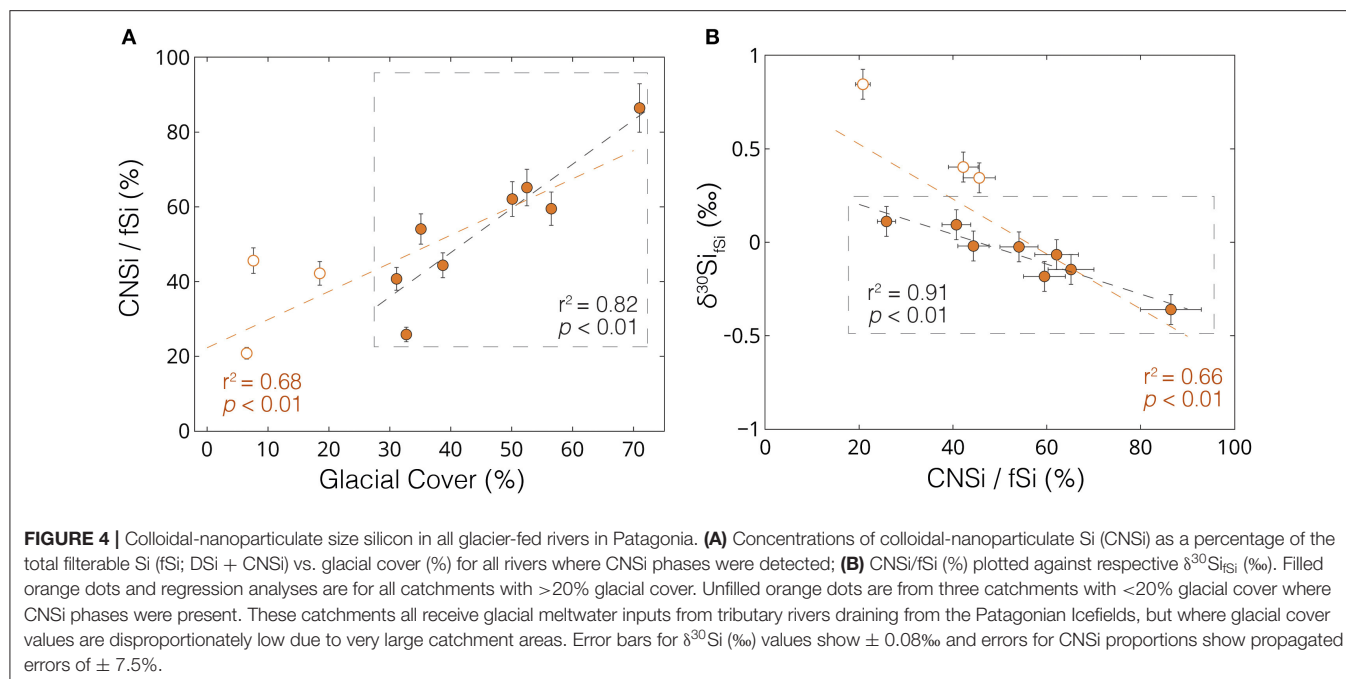 A
100
80
60
40
20
0
CNSi / fSi (%)
r² = 0.82
p < 0.01
r² = 0.68
p < 0.01
0 10 20 30 40 50 60 70
Glacial Cover (%)
B
1
0.5
0
−0.5
−1
δ³⁰Si_fSi (‰)
r² = 0.91
p < 0.01
r² = 0.66
p < 0.01
0 20 40 60 80 100
CNSi / fSi (%)
FIGURE 4 | Colloidal-nanoparticulate size silicon in all glacier-fed rivers in Patagonia. (A) Concentrations of colloidal-nanoparticulate Si (CNSi) as a percentage of the
total filterable Si (fSi; DSi + CNSi) vs. glacial cover (%) for all rivers where CNSi phases were detected; (B) CNSi/fSi (%) plotted against respective δ³⁰Si_fSi (‰). Filled
orange dots and regression analyses are for all catchments with >20% glacial cover. Unfilled orange dots are from three catchments with <20% glacial cover where
CNSi phases were present. These catchments all receive glacial meltwater inputs from tributary rivers draining from the Patagonian Icefields, but where glacial cover
values are disproportionately low due to very large catchment areas. Error bars for δ³⁰Si (‰) values show ± 0.08‰ and errors for CNSi proportions show propagated
errors of ± 7.5%.